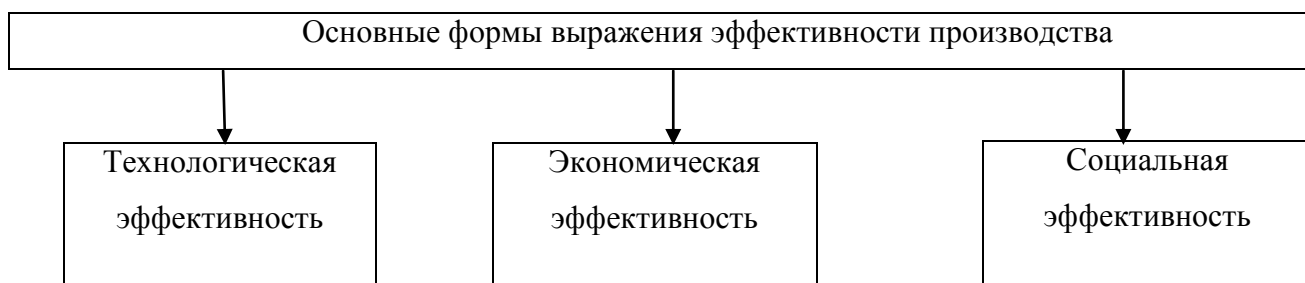 Основные формы выражения эффективности производства
Технологическая
эффективность
Экономическая
эффективность
Социальная
эффективность